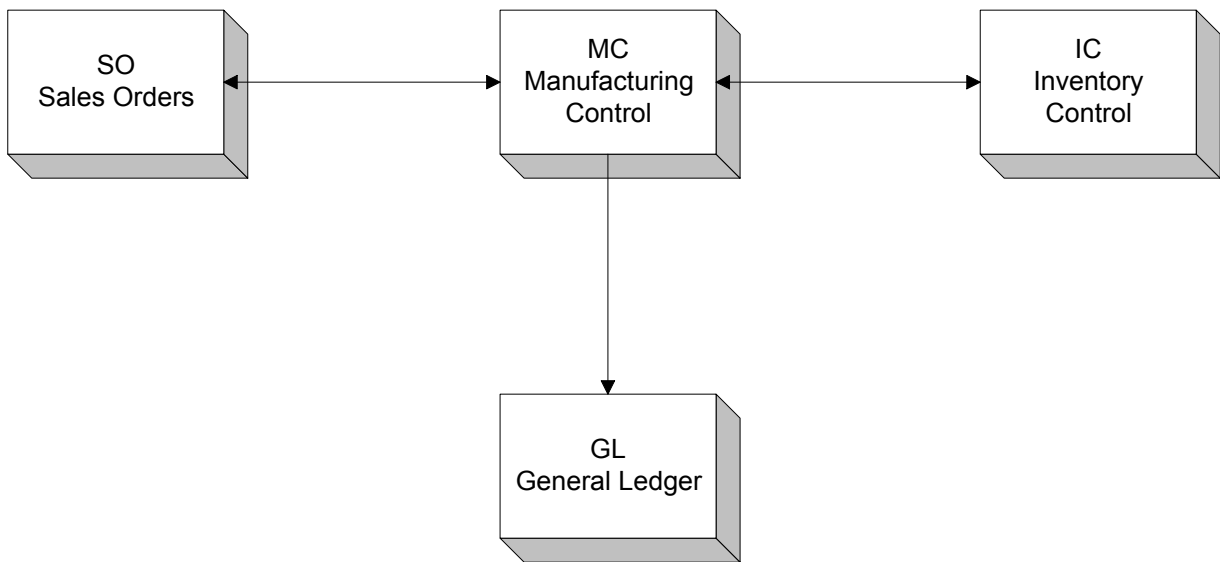 SO
Sales Orders
MC
Manufacturing
Control
IC
Inventory
Control
GL
General Ledger